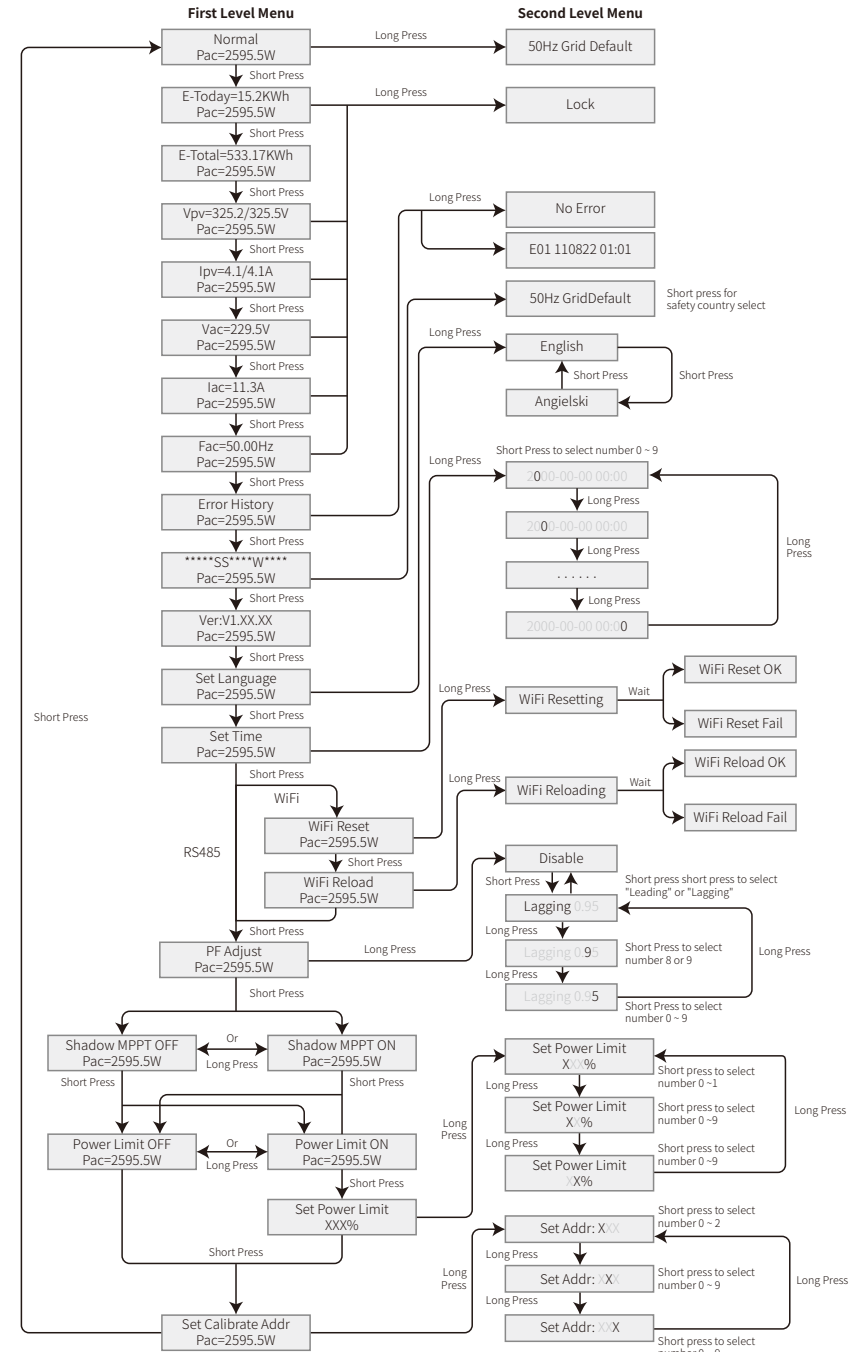 First Level Menu
Second Level Menu
Normal
Pac=2595.5W
Long Press
50Hz Grid Default
Short Press
E-Today=15.2KWh
Pac=2595.5W
Long Press
Lock
Short Press
E-Total=533.17KWh
Pac=2595.5W
Short Press
Vpv=325.2/325.5V
Pac=2595.5W
Long Press
No Error
E01 110822 01:01
Short Press
Ipv=4.1/4.1A
Pac=2595.5W
50Hz GridDefault
Short press for
safety country select
Short Press
Vac=229.5V
Pac=2595.5W
Long Press
English
Short Press
Short Press
Angielski
Short Press
Iac=11.3A
Pac=2595.5W
Short Press
Fac=50.00Hz
Pac=2595.5W
Short Press to select number 0 ~ 9
Long Press
2000-00-00 00:00
Short Press
Long Press
Error History
Pac=2595.5W
2000-00-00 00:00
Long Press
Long
Press
Short Press
*****SS****W****
Pac=2595.5W
. . . . . .
Short Press
Long Press
Ver:V1.XX.XX
Pac=2595.5W
2000-00-00 00:00
Short Press
Set Language
Pac=2595.5W
Long Press
WiFi Resetting
Wait
WiFi Reset OK
WiFi Reset Fail
Short Press
Short Press
Set Time
Pac=2595.5W
Short Press
WiFi
Long Press
WiFi Reloading
Wait
WiFi Reload OK
WiFi Reload Fail
RS485
WiFi Reset
Pac=2595.5W
Short Press
WiFi Reload
Pac=2595.5W
Short Press
Disable
Short Press
Short press short press to select
"Leading" or "Lagging"
Lagging 0.95
Long Press
Lagging 0.95
Short Press to select
number 8 or 9
Long Press
Long Press
Lagging 0.95
Short Press to select
number 0 ~ 9
PF Adjust
Pac=2595.5W
Long Press
Short Press
Shadow MPPT OFF
Pac=2595.5W
Or
Long Press
Shadow MPPT ON
Pac=2595.5W
Short Press
Short Press
Set Power Limit
XXX%
Short press to select
number 0 ~1
Long Press
Set Power Limit
XX%
Short press to select
number 0 ~9
Long Press
Long
Press
Long Press
Set Power Limit
XX%
Short press to select
number 0 ~9
Power Limit OFF
Pac=2595.5W
Or
Long Press
Power Limit ON
Pac=2595.5W
Short Press
Set Power Limit
XXX%
Short Press
Set Addr: XXX
Short press to select
number 0 ~ 2
Long Press
Long
Press
Set Addr: XXX
Short press to select
number 0 ~ 9
Long Press
Long Press
Set Addr: XXX
Short press to select
Set Calibrate Addr
Pac=2595.5W